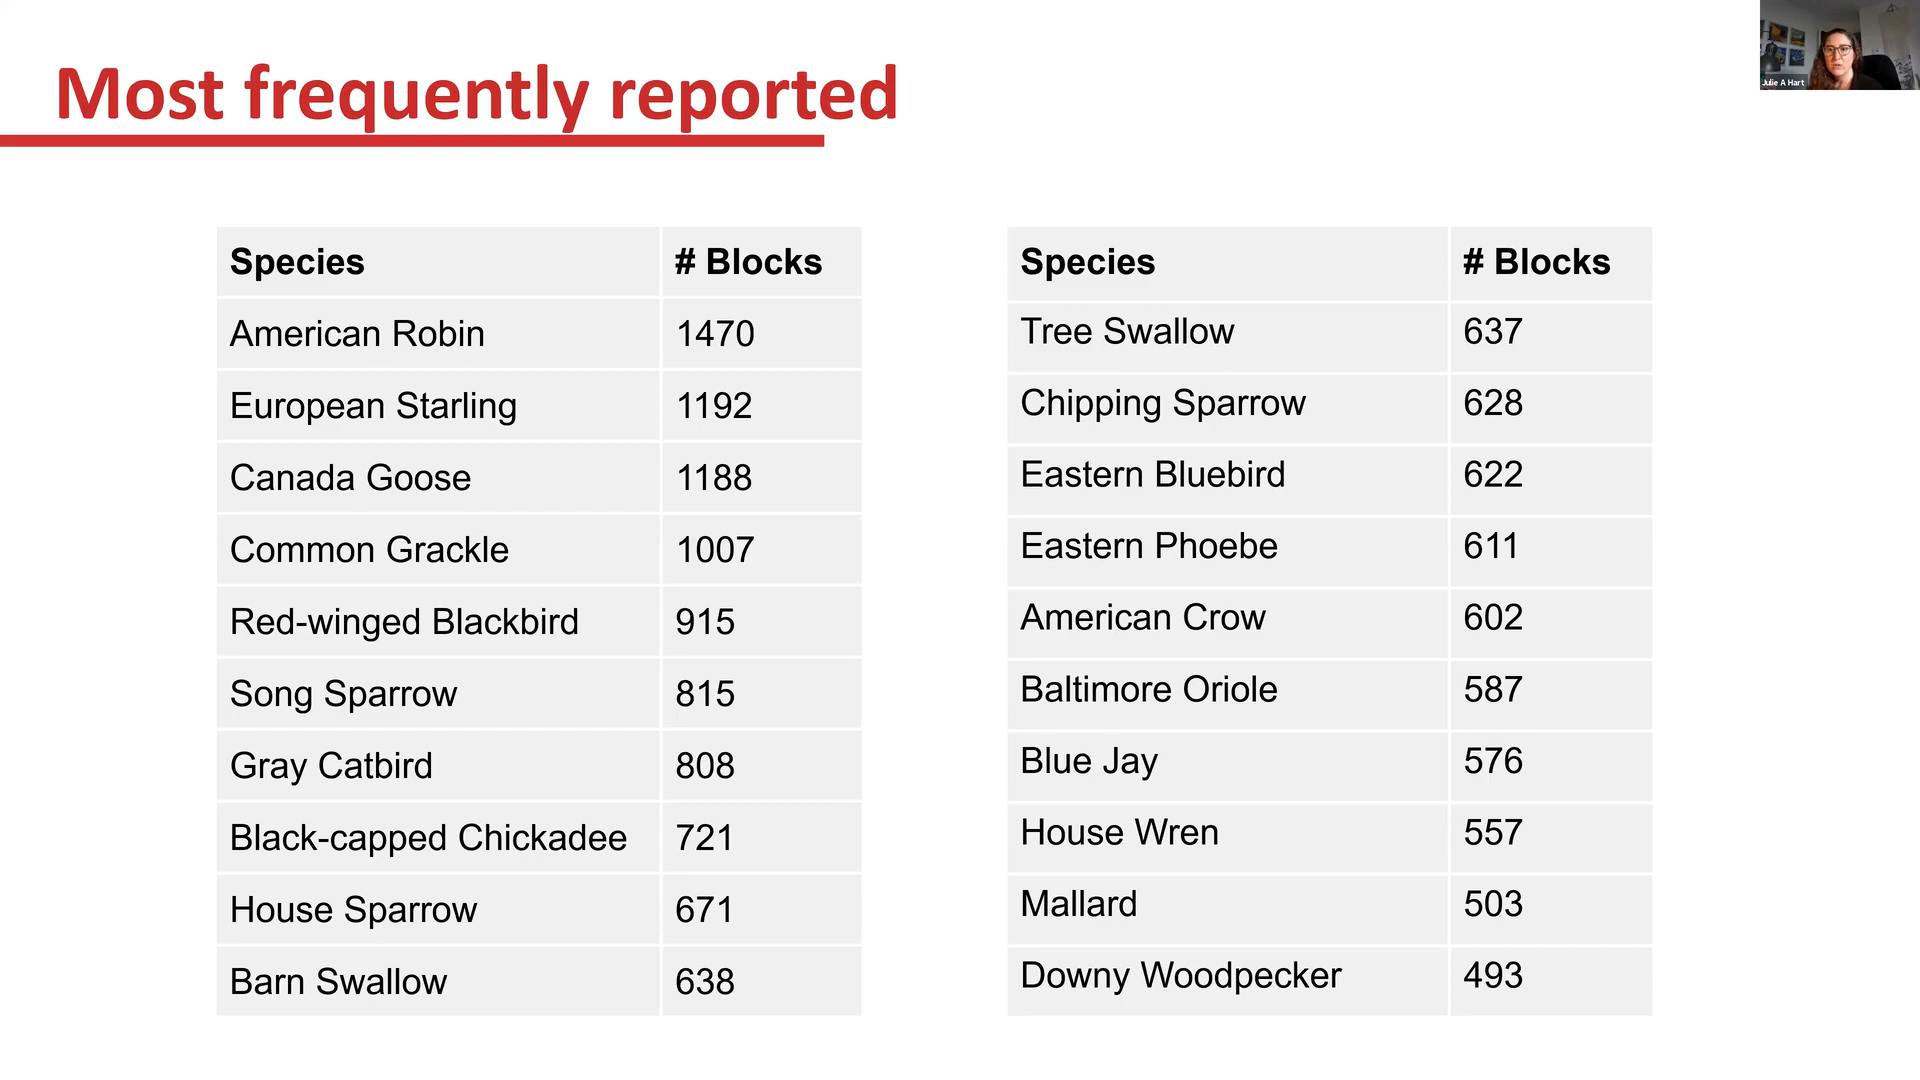 Most frequently reported
Julie A Hart
Species # Blocks
American Robin 1470
European Starling 1192
Canada Goose 1188
Common Grackle 1007
Red-winged Blackbird 915
Song Sparrow 815
Gray Catbird 808
Black-capped Chickadee 721
House Sparrow 671
Barn Swallow 638
Species # Blocks
Tree Swallow 637
Chipping Sparrow 628
Eastern Bluebird 622
Eastern Phoebe 611
American Crow 602
Baltimore Oriole 587
Blue Jay 576
House Wren 557
Mallard 503
Downy Woodpecker 493